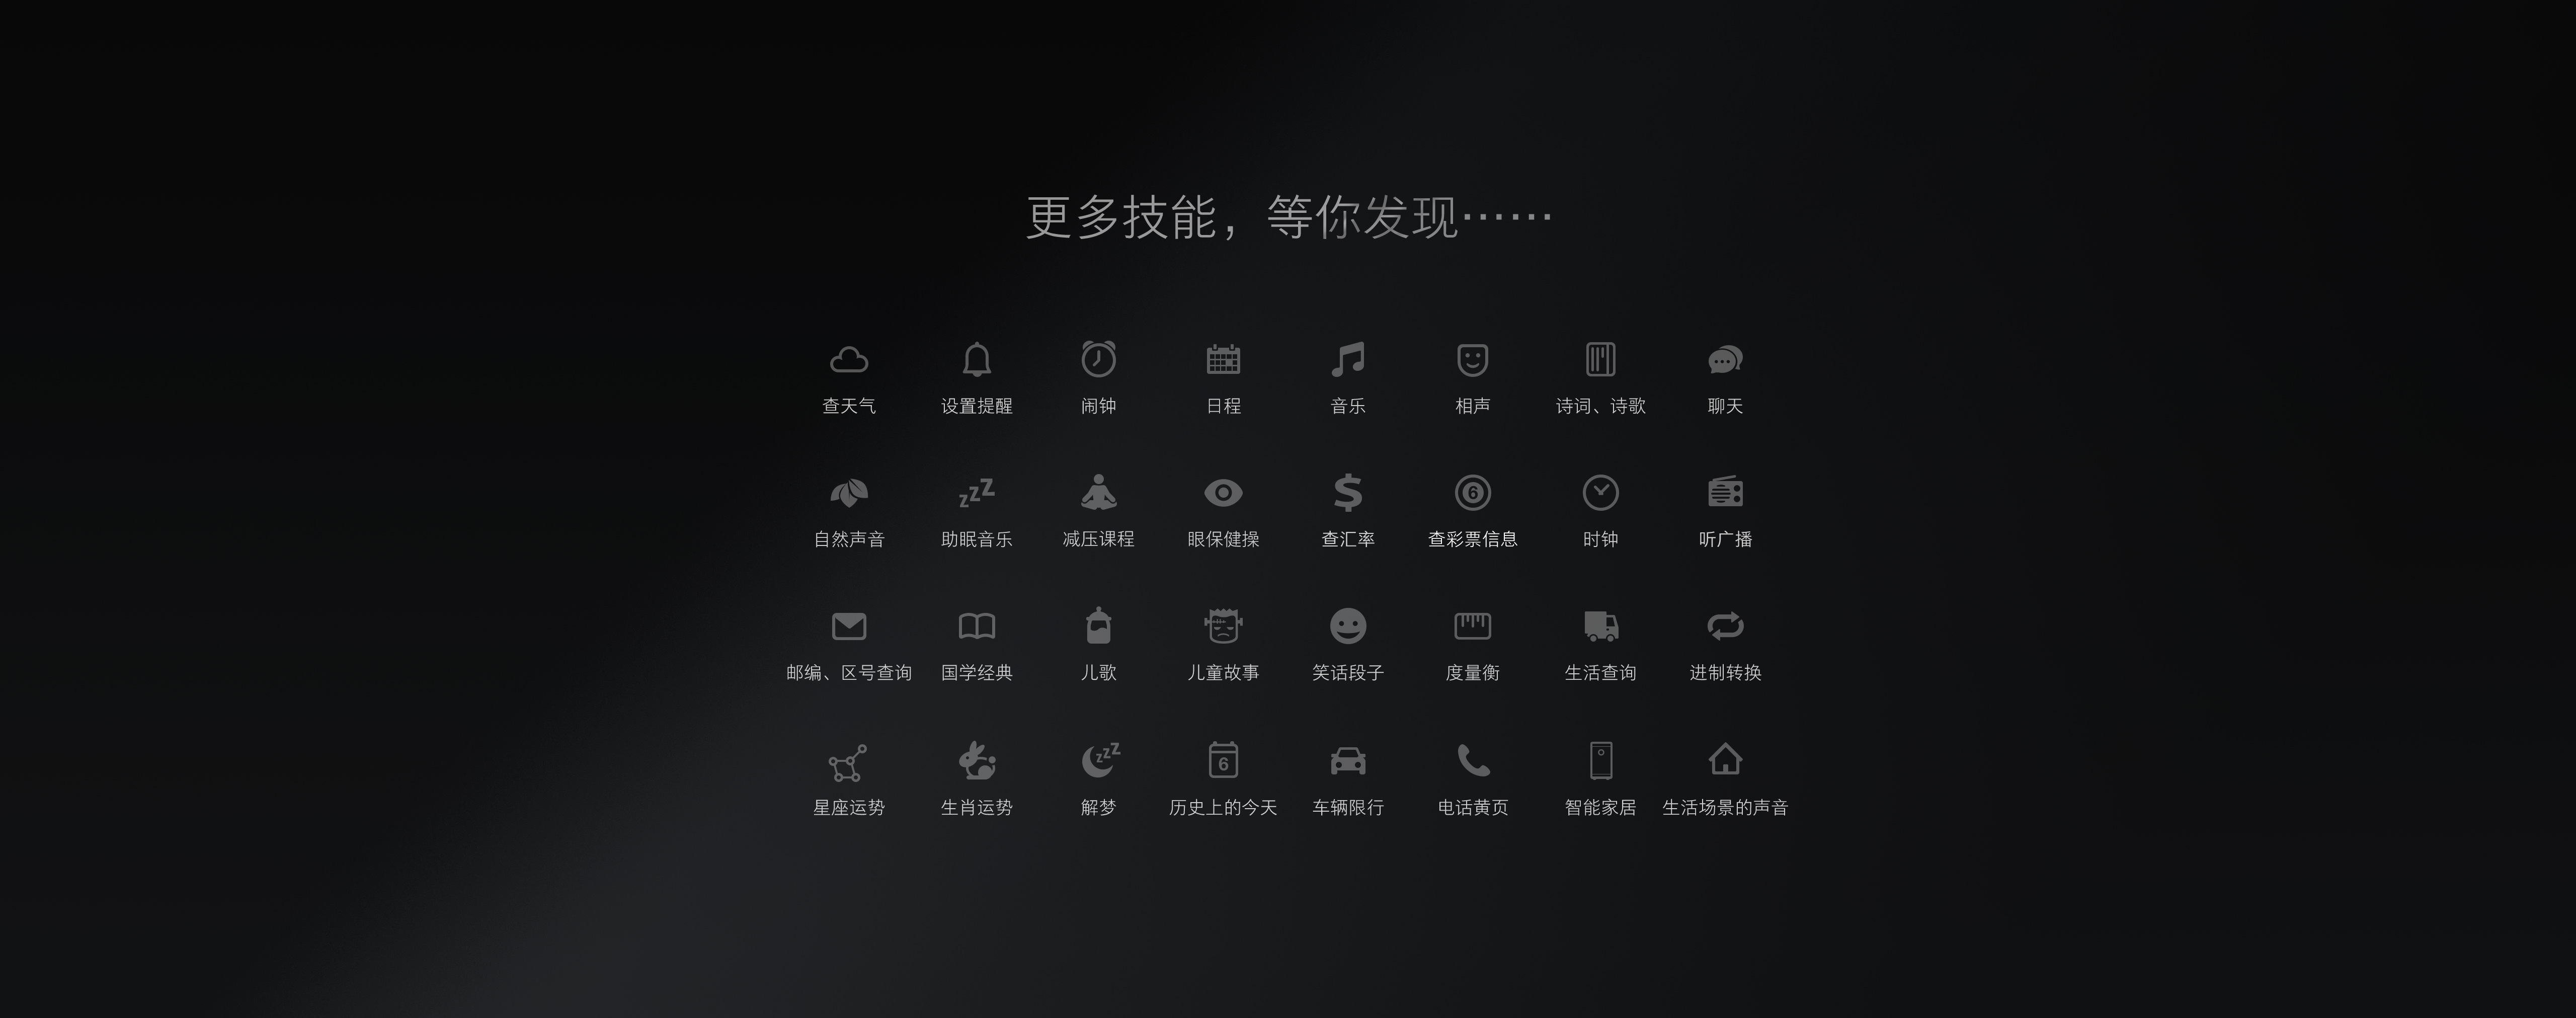 更多技能，等你发现……
查天气 设置提醒 闹钟 日程 音乐 相声 诗词、诗歌 聊天
自然声音 助眠音乐 减压课程 眼保健操 查汇率 查彩票信息 时钟 听广播
邮编、区号查询 国学经典 儿歌 儿童故事 笑话段子 度量衡 生活查询 进制转换
星座运势 生肖运势 解梦 历史上的今天 车辆限行 电话黄页 智能家居 生活场景的声音